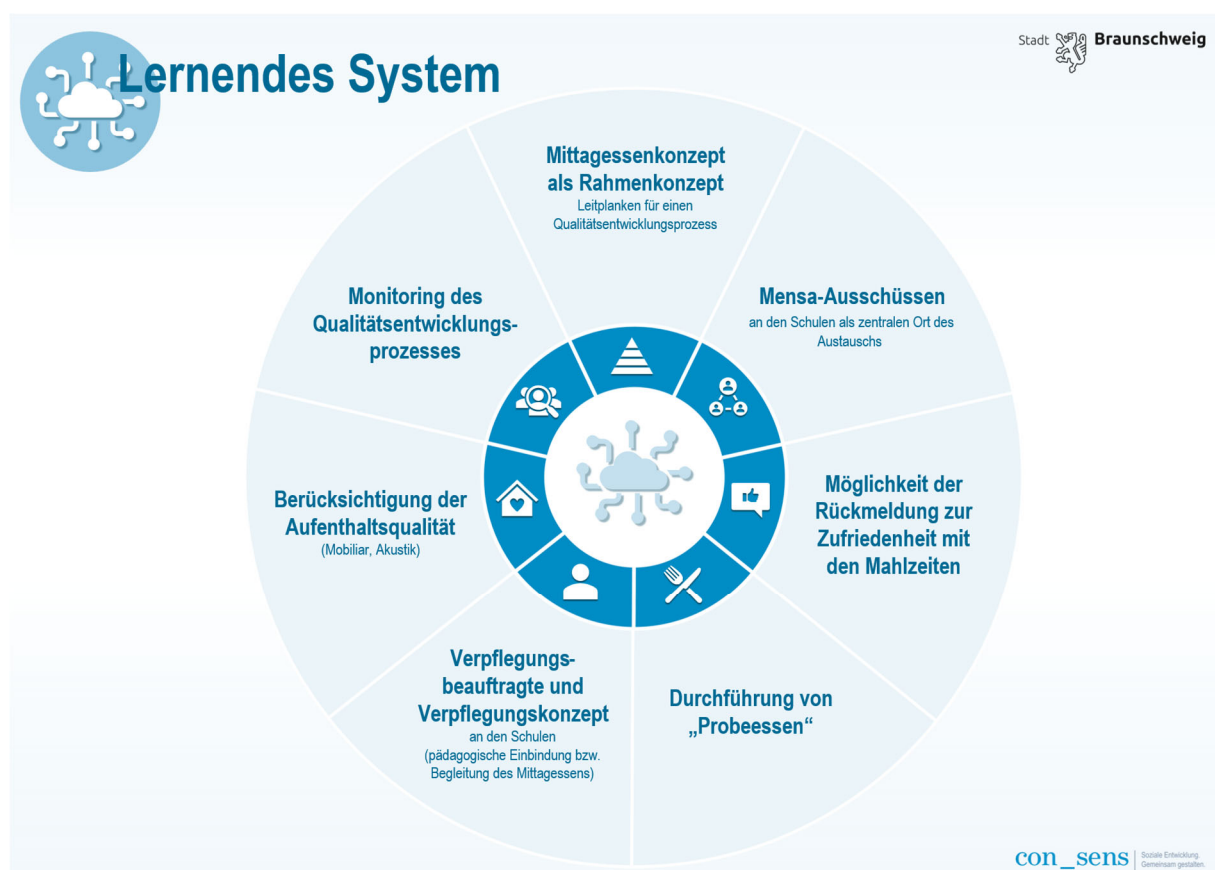 Lernendes System
Stadt Braunschweig
Mittagessenkonzept
als Rahmenkonzept
Leitplanken für einen
Qualitätsentwicklungsprozess
Mensa-Ausschüssen
an den Schulen als zentralen Ort des
Austauschs
Möglichkeit der
Rückmeldung zur
Zufriedenheit mit
den Mahlzeiten
Durchführung von
„Probeessen“
Verpflegungs-
beauftragte und
Verpflegungskonzept
an den Schulen
(pädagogische Einbindung bzw.
Begleitung des Mittagessens)
Berücksichtigung der
Aufenthaltsqualität
(Mobiliar, Akustik)
Monitoring des
Qualitätsentwicklungs-
prozesses
con_sens
Soziale Entwicklung.
Gemeinsam gestalten.